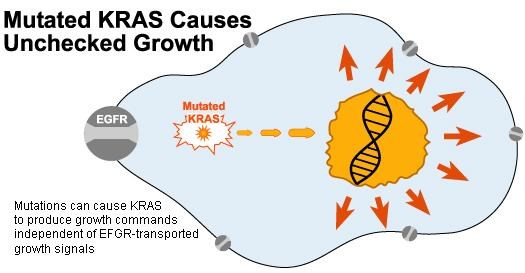 Mutated KRAS Causes
Unchecked Growth
EGFR
Mutated
KRAS
Mutations can cause KRAS
to produce growth commands
independent of EFGR-transported
growth signals